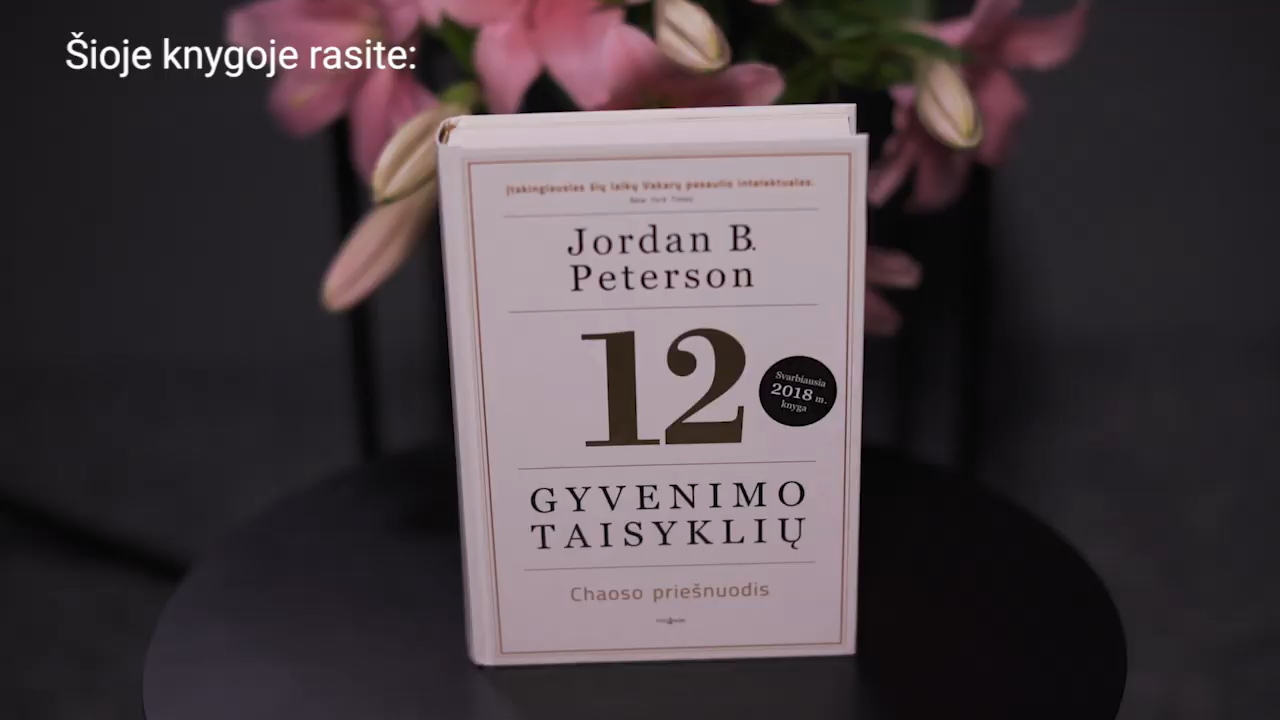 Šioje knygoje rasite:
Įtakingiausias šių laikų Vakarų pasaulio intelektualas.
New York Times
Jordan B.
Peterson
12
Svarbiausia
2018 m.
knyga
GYVENIMO
TAISYKLIŲ
Chaoso priešnuodis